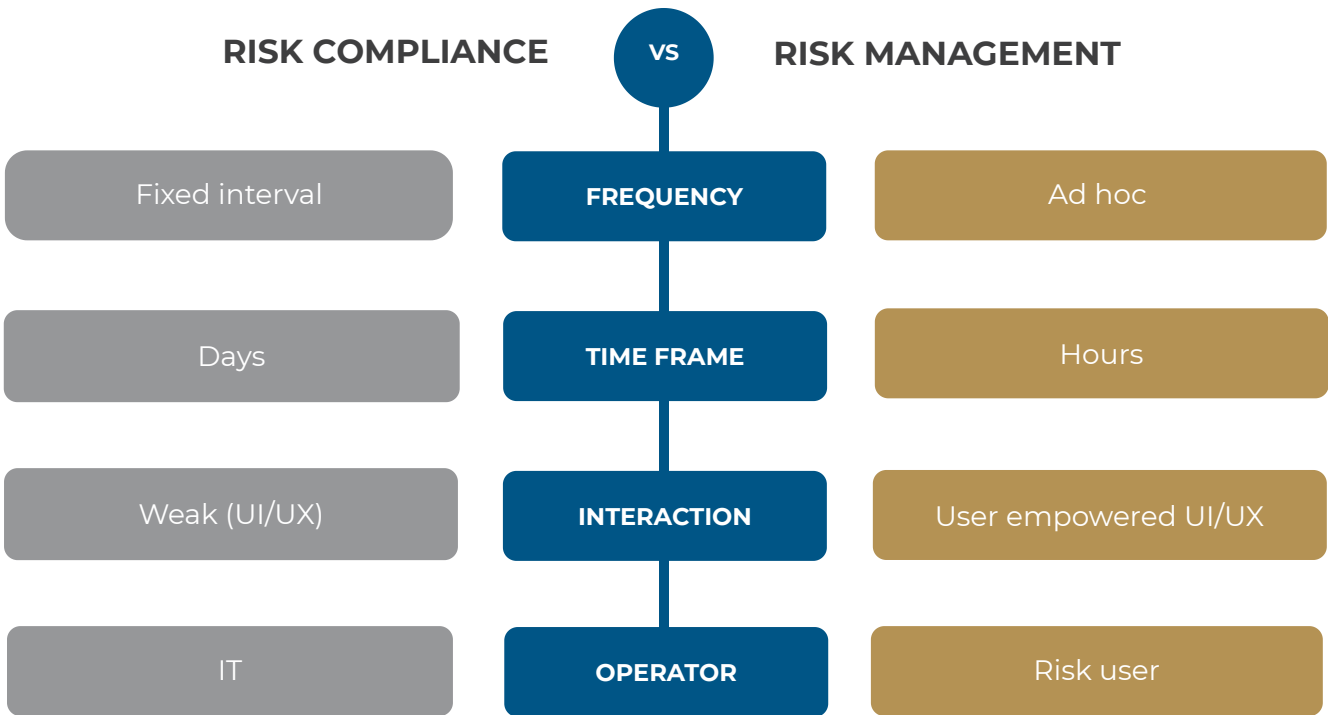 RISK COMPLIANCE
VS
RISK MANAGEMENT
Fixed interval
FREQUENCY
Ad hoc
Days
TIME FRAME
Hours
Weak (UI/UX)
INTERACTION
User empowered UI/UX
IT
OPERATOR
Risk user